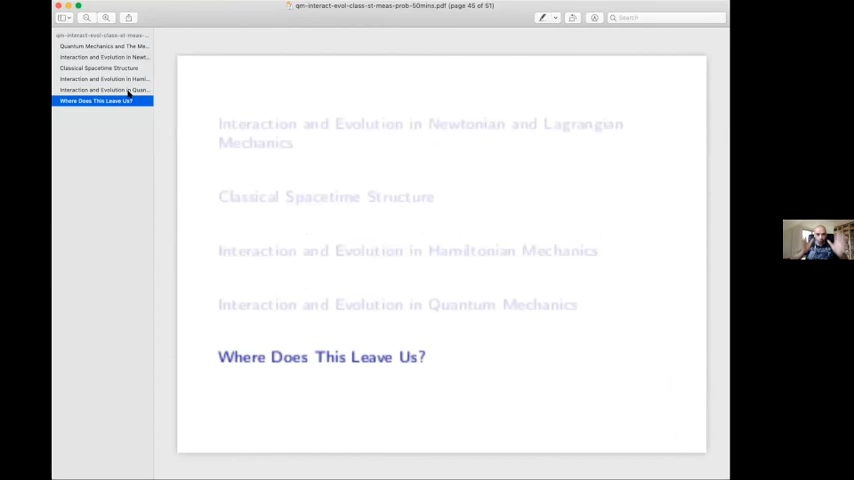 qm-interact-evol-class-st-meas-prob-50mins.pdf (page 45 of 51)
Search
qm-interact-evol-class-st-meas-...
Quantum Mechanics and The Me...
Interaction and Evolution in Newt...
Classical Spacetime Structure
Interaction and Evolution in Hami...
Interaction and Evolution in Quan...
Where Does This Leave Us?
Interaction and Evolution in Newtonian and Lagrangian
Mechanics
Classical Spacetime Structure
Interaction and Evolution in Hamiltonian Mechanics
Interaction and Evolution in Quantum Mechanics
Where Does This Leave Us?